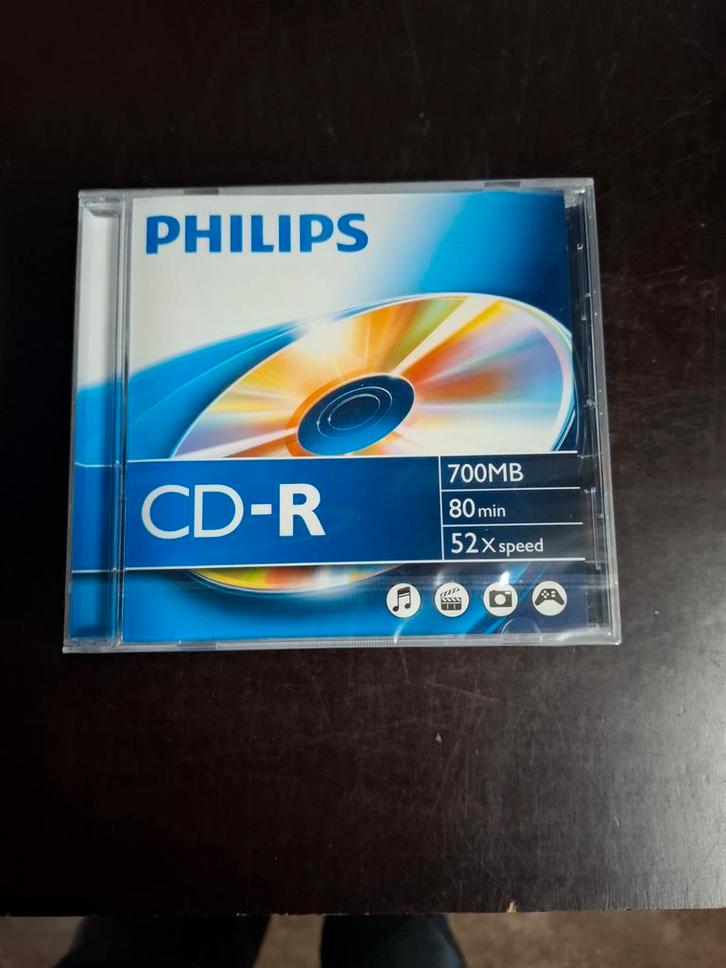 PHILIPS
CD-R
700MB
80 min
52x speed